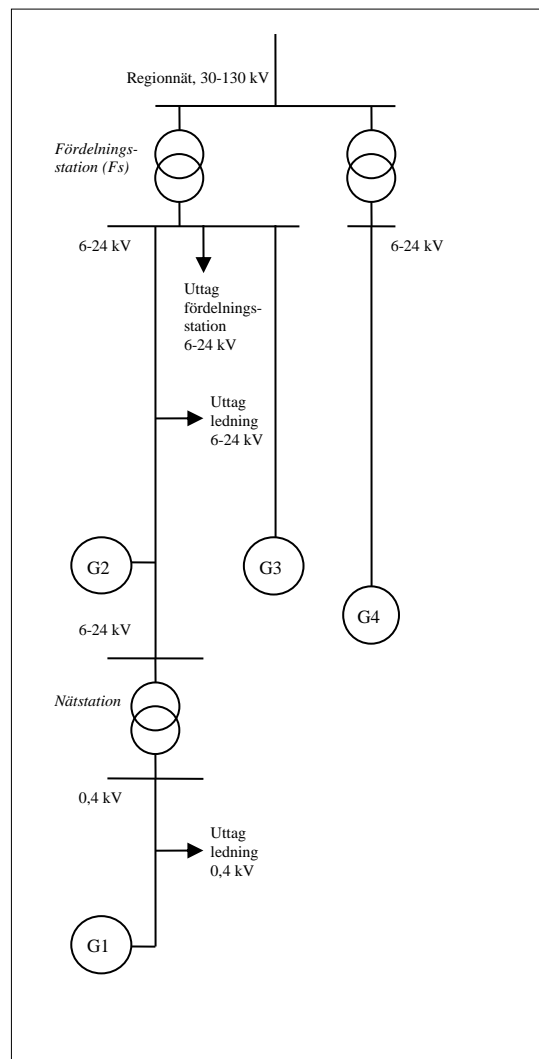 Regionnät, 30-130 kV
Fördelnings-
station (Fs)
6-24 kV
6-24 kV
Uttag
fördelnings-
station
6-24 kV
Uttag
ledning
6-24 kV
G2
G3
G4
6-24 kV
Nätstation
0,4 kV
Uttag
ledning
0,4 kV
G1